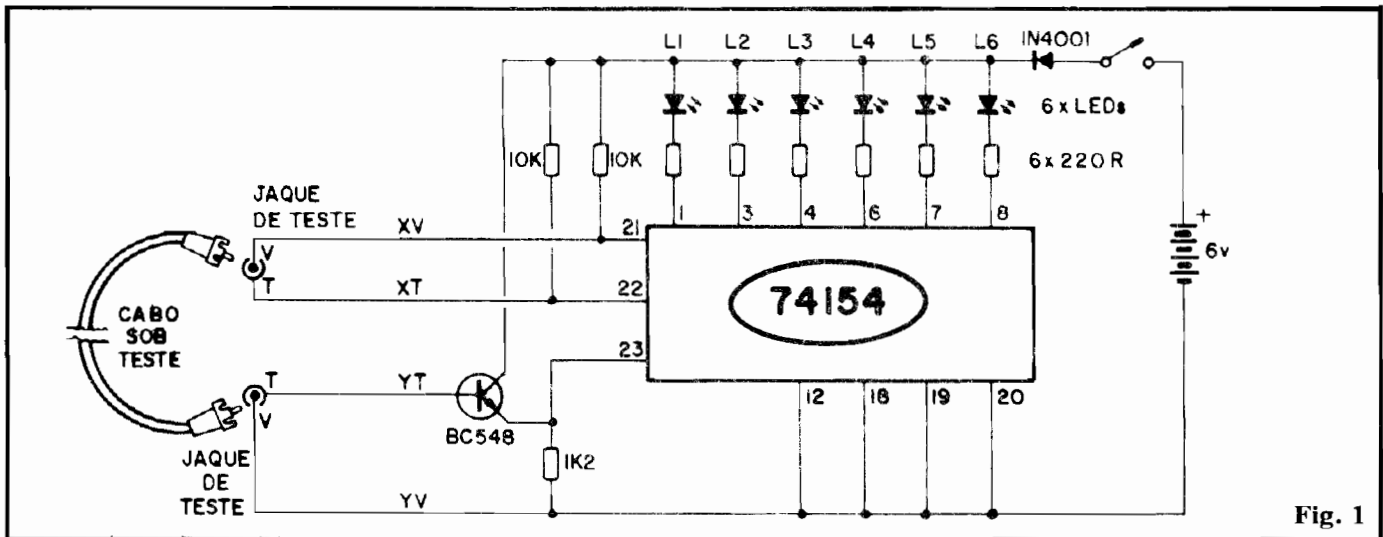 L1 L2 L3 L4 L5 L6 1N4001
6 x LEDs
10K 10K 6 x 220 R
JAQUE
DE TESTE
XV 21 1 3 4 6 7 8
V
T
XT 22
74154
+
6v
CABO
SOB
TESTE
23
T
V
YT
BC548
12 18 19 20
1K2
JAQUE
DE
TESTE
YV
Fig. 1